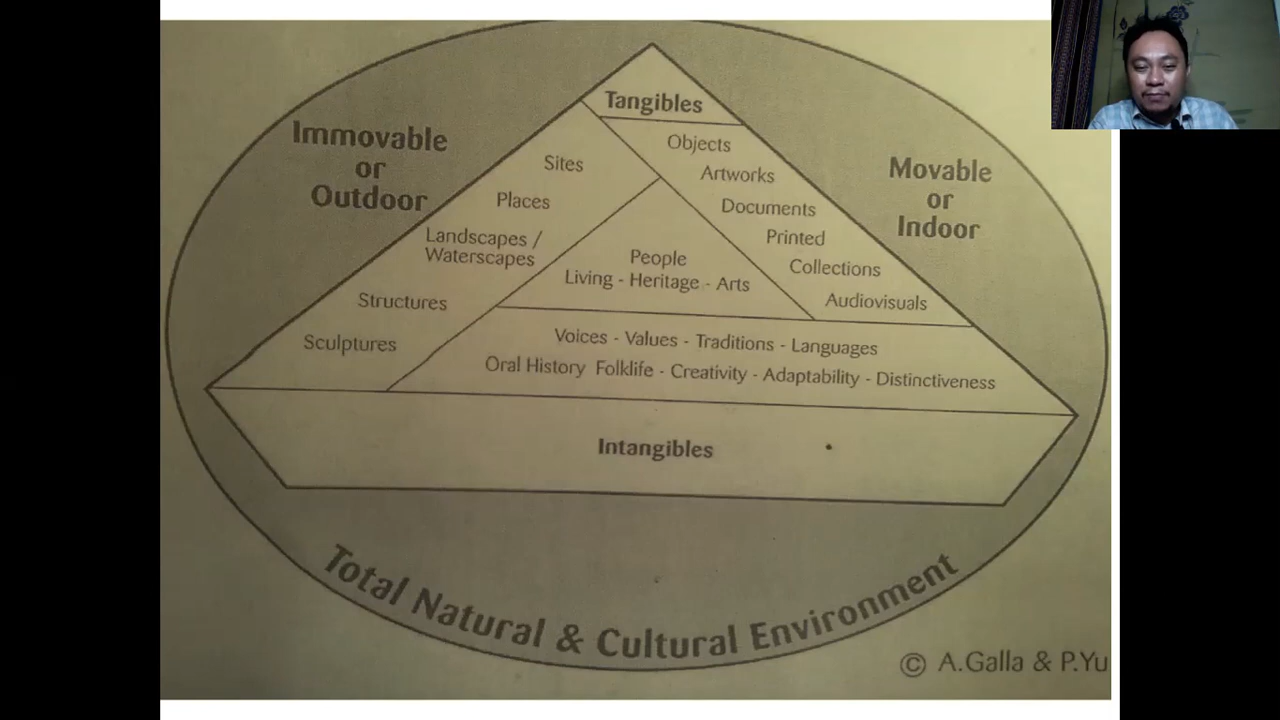 Tangibles
Immovable
or
Outdoor
Sites
Places
Landscapes /
Waterscapes
Structures
Sculptures
Objects
Artworks
Documents
Printed
Collections
Audiovisuals
Movable
or
Indoor
People
Living - Heritage - Arts
Voices - Values - Traditions - Languages
Oral History Folklife - Creativity - Adaptability - Distinctiveness
Intangibles
Total Natural & Cultural Environment
© A.Galla & P.Yu